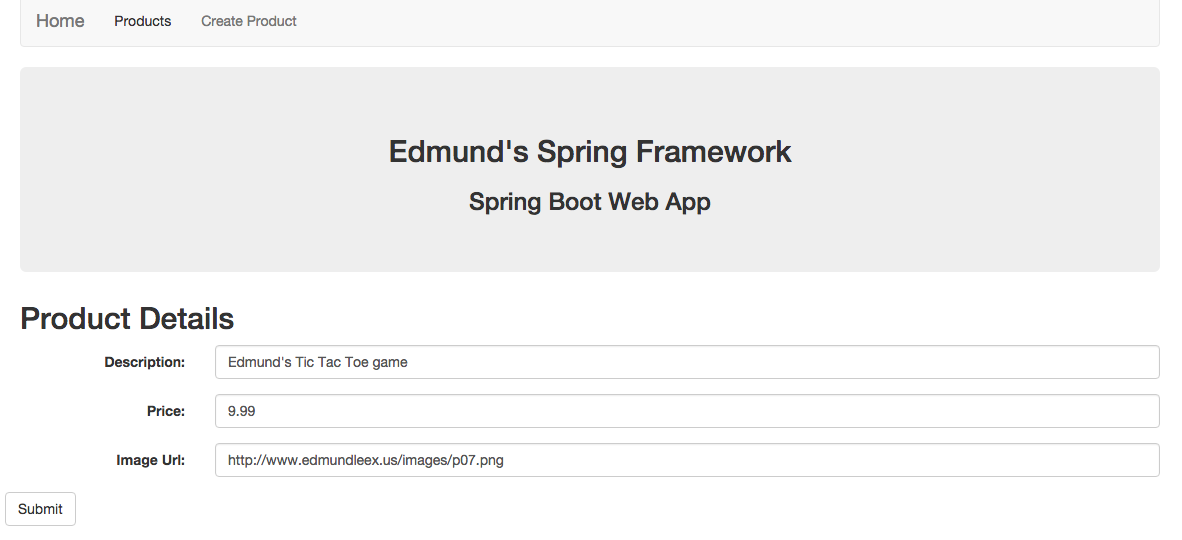 Home Products Create Product
Edmund's Spring Framework
Spring Boot Web App
Product Details
Description: Edmund's Tic Tac Toe game
Price: 9.99
Image Url: http://www.edmundleex.us/images/p07.png
Submit